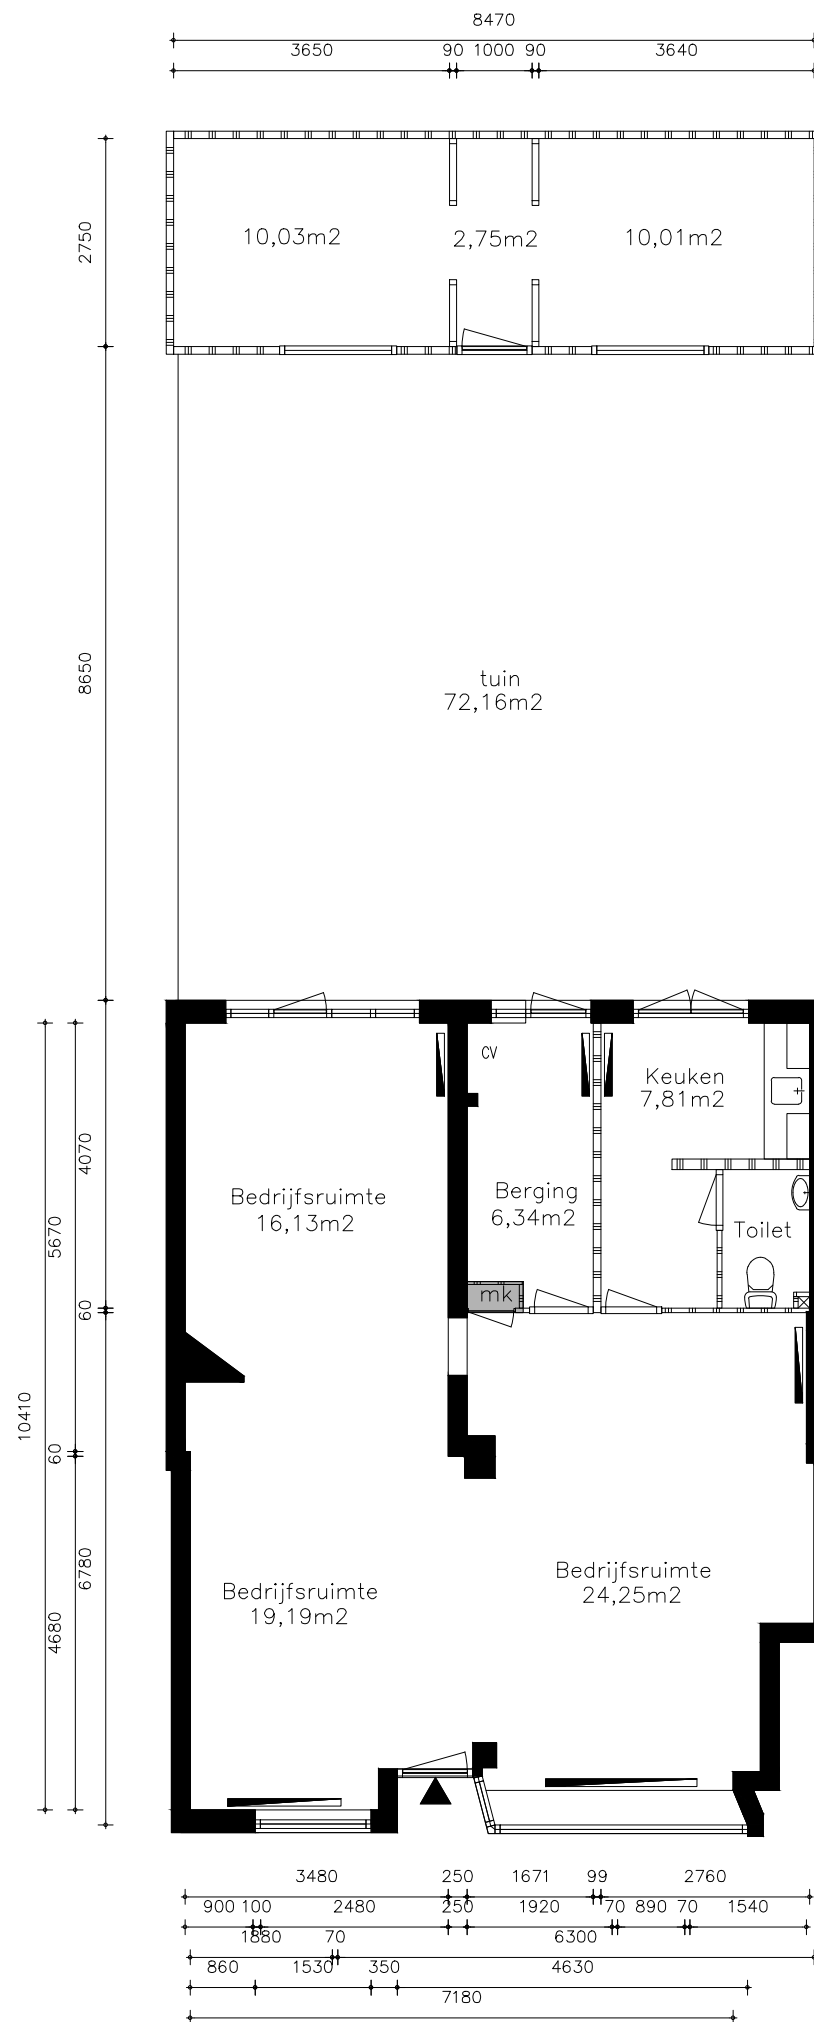 8470
3650 90 1000 90 3640
2750
10,03m2 2,75m2 10,01m2
8650
tuin
72,16m2
CV
Keuken
7,81m2
4070
5670
Bedrijfsruimte
16,13m2
Berging
6,34m2
Toilet
mk
60
10410
60
6780
4680
Bedrijfsruimte
19,19m2
Bedrijfsruimte
24,25m2
3480 250 1671 99 2760
900 100 2480 250 1920 70 890 70 1540
1880 70 6300
860 1530 350 4630
7180